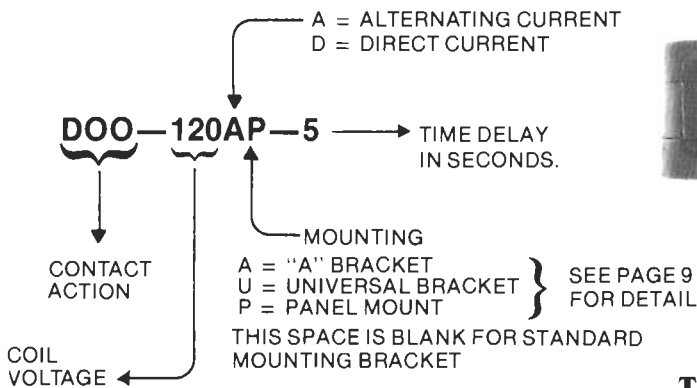 A = ALTERNATING CURRENT
D = DIRECT CURRENT
DOO—120AP—5
TIME DELAY
IN SECONDS.
MOUNTING
A = "A" BRACKET
U = UNIVERSAL BRACKET
P = PANEL MOUNT
SEE PAGE 9
FOR DETAIL
THIS SPACE IS BLANK FOR STANDARD
MOUNTING BRACKET
CONTACT
ACTION
COIL
VOLTAGE